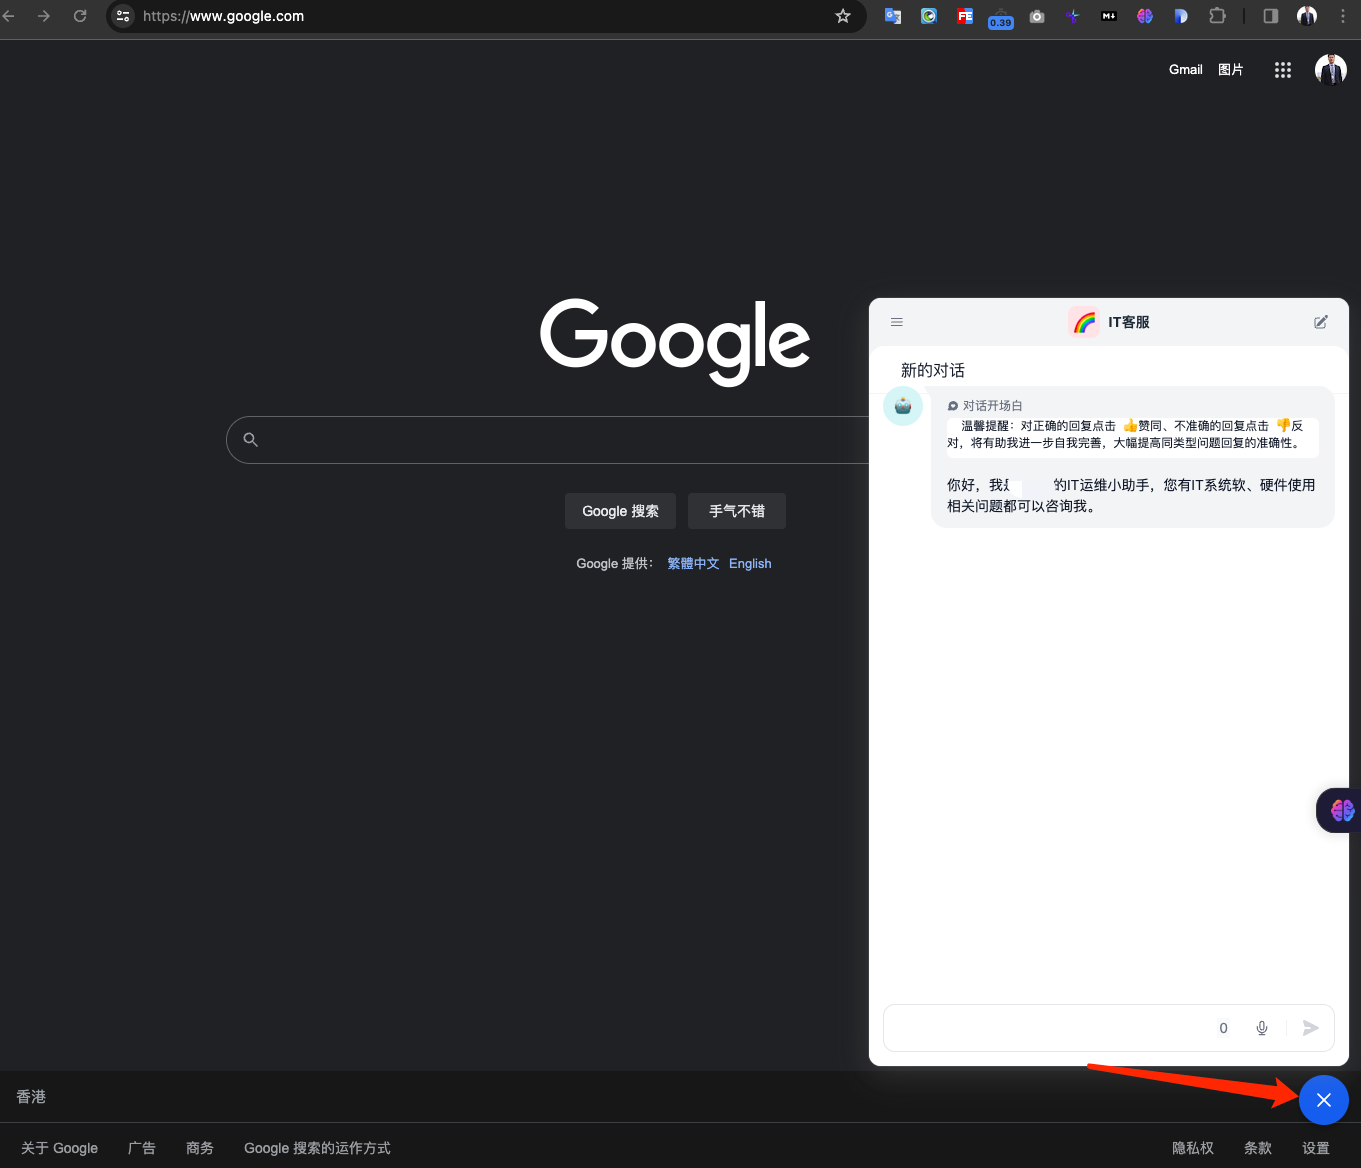 https://www.google.com
FE
0.39
M↓
Gmail 图片
Google
IT客服
新的对话
对话开场白
温馨提醒：对正确的回复点击 👍赞同、不准确的回复点击 👎反
对，将有助我进一步自我完善，大幅提高同类型问题回复的准确性。
你好，我 的IT运维小助手，您有IT系统软、硬件使用
相关问题都可以咨询我。
Google 搜索 手气不错
Google 提供： 繁體中文 English
0
香港
关于 Google 广告 商务 Google 搜索的运作方式 隐私权 条款 设置